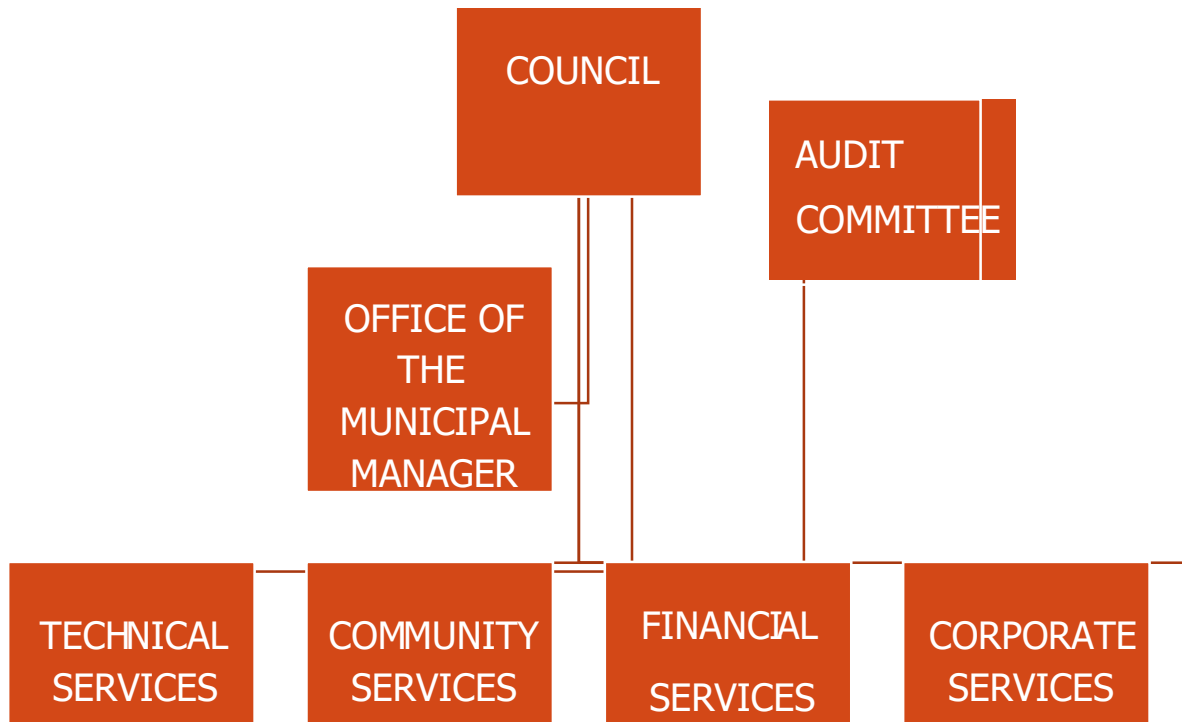 COUNCIL
AUDIT
COMMITTEE
OFFICE OF
THE
MUNICIPAL
MANAGER
TECHNICAL
SERVICES
COMMUNITY
SERVICES
FINANCIAL
SERVICES
CORPORATE
SERVICES